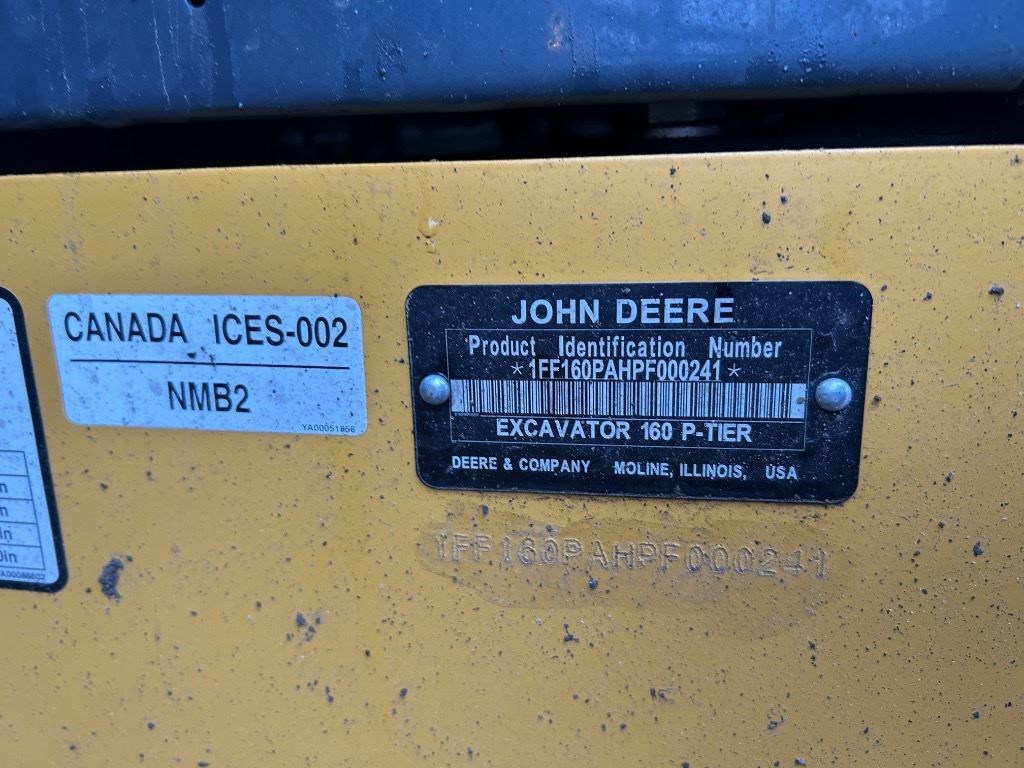 CANADA ICES-002
NMB2
YA00051856
JOHN DEERE
Product Identification Number
*1FF160PAHPF000241*
EXCAVATOR 160 P-TIER
DEERE & COMPANY MOLINE, ILLINOIS, USA
1FF160PAHPF000241